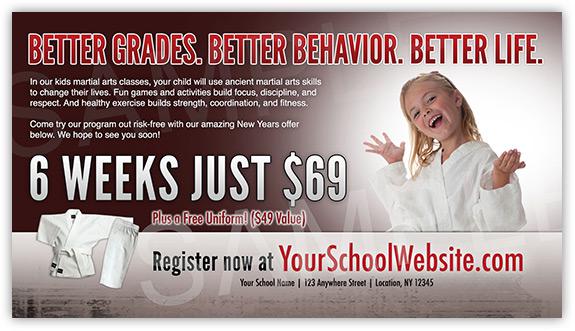 BETTER GRADES. BETTER BEHAVIOR. BETTER LIFE.
In our kids martial arts classes, your child will use ancient martial arts skills
to change their lives. Fun games and activities build focus, discipline, and
respect. And healthy exercise builds strength, coordination, and fitness.
Come try our program out risk-free with our amazing New Years offer
below. We hope to see you soon!
6 WEEKS JUST $69
Plus a Free Uniform! ($49 Value)
Register now at YourSchoolWebsite.com
Your School Name | 123 Anywhere Street | Location, NY 12345